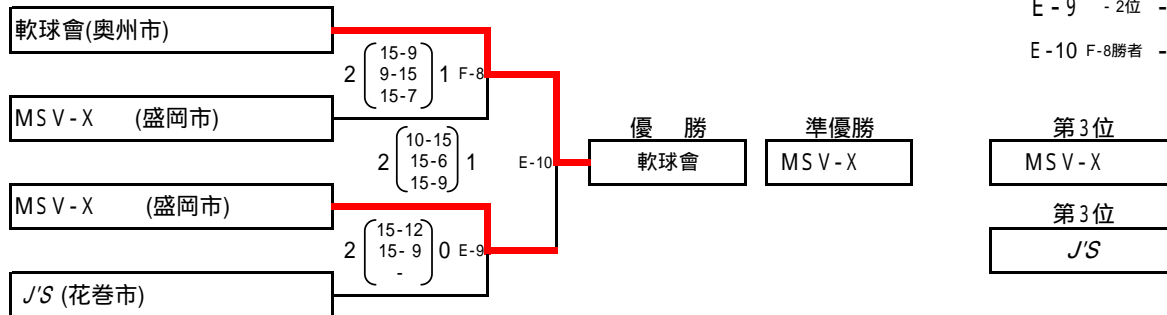 E-9 -2位 -
軟球會(奥州市)
15-9
2 9-15 1 F-8
15-7
E-10 F-8勝者 -
MSV-X (盛岡市)
10-15
2 15-6 1 E-10
15-9
優 勝 準優勝 第3位
軟球會 MSV-X MSV-X
MSV-X (盛岡市)
15-12
2 15- 9 0 E-9
-
第3位
J'S
J'S (花巻市)